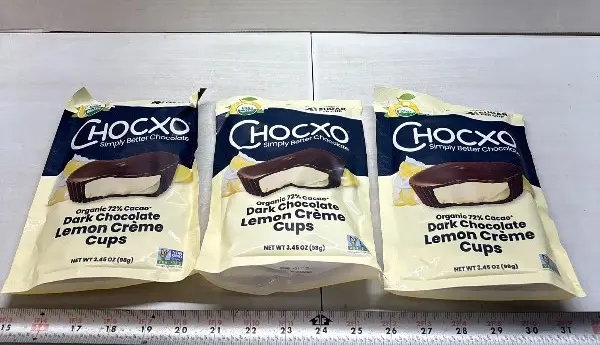 CHOCXO
Simply Better Chocolate
Organic 72% Cacao*
Dark Chocolate
Lemon Crème
Cups
NET WT 3.45 OZ (98g)
CHOCXO
Simply Better Chocolate
Organic 72% Cacao*
Dark Chocolate
Lemon Crème
Cups
NET WT 3.45 OZ (98g)
CHOCXO
Simply Better Chocolate
Organic 72% Cacao*
Dark Chocolate
Lemon Crème
Cups
NET WT 3.45 OZ (98g)
15 16 17 18 19 20 21 22 23 24 25 26 27 28 29 30 31